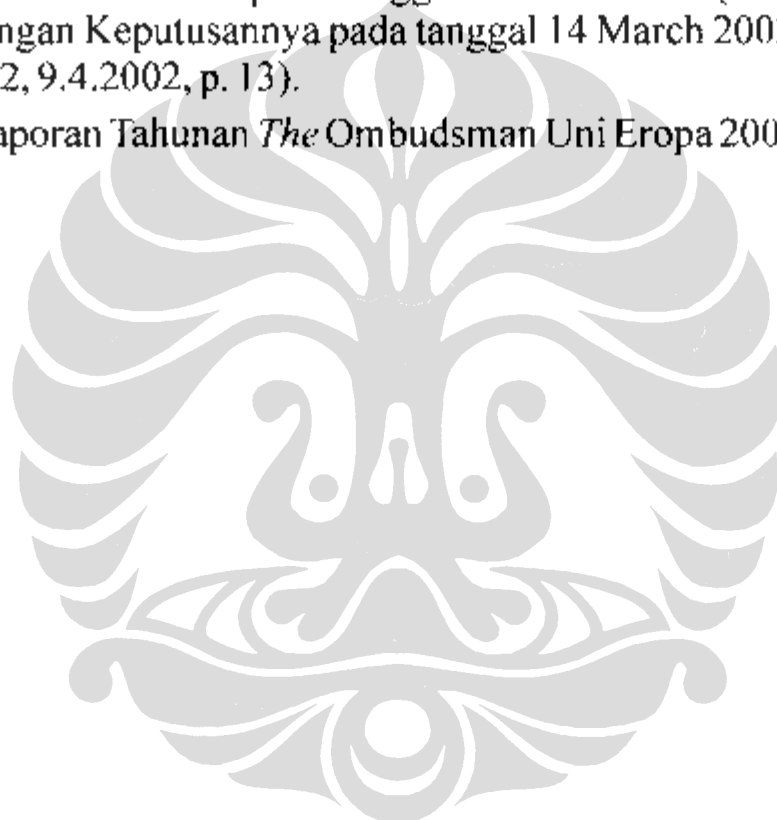 ngan Keputusannya pada tanggal 14 March 200
2, 9.4.2002, p. 13).
aporan Tahunan The Ombudsman Uni Eropa 200